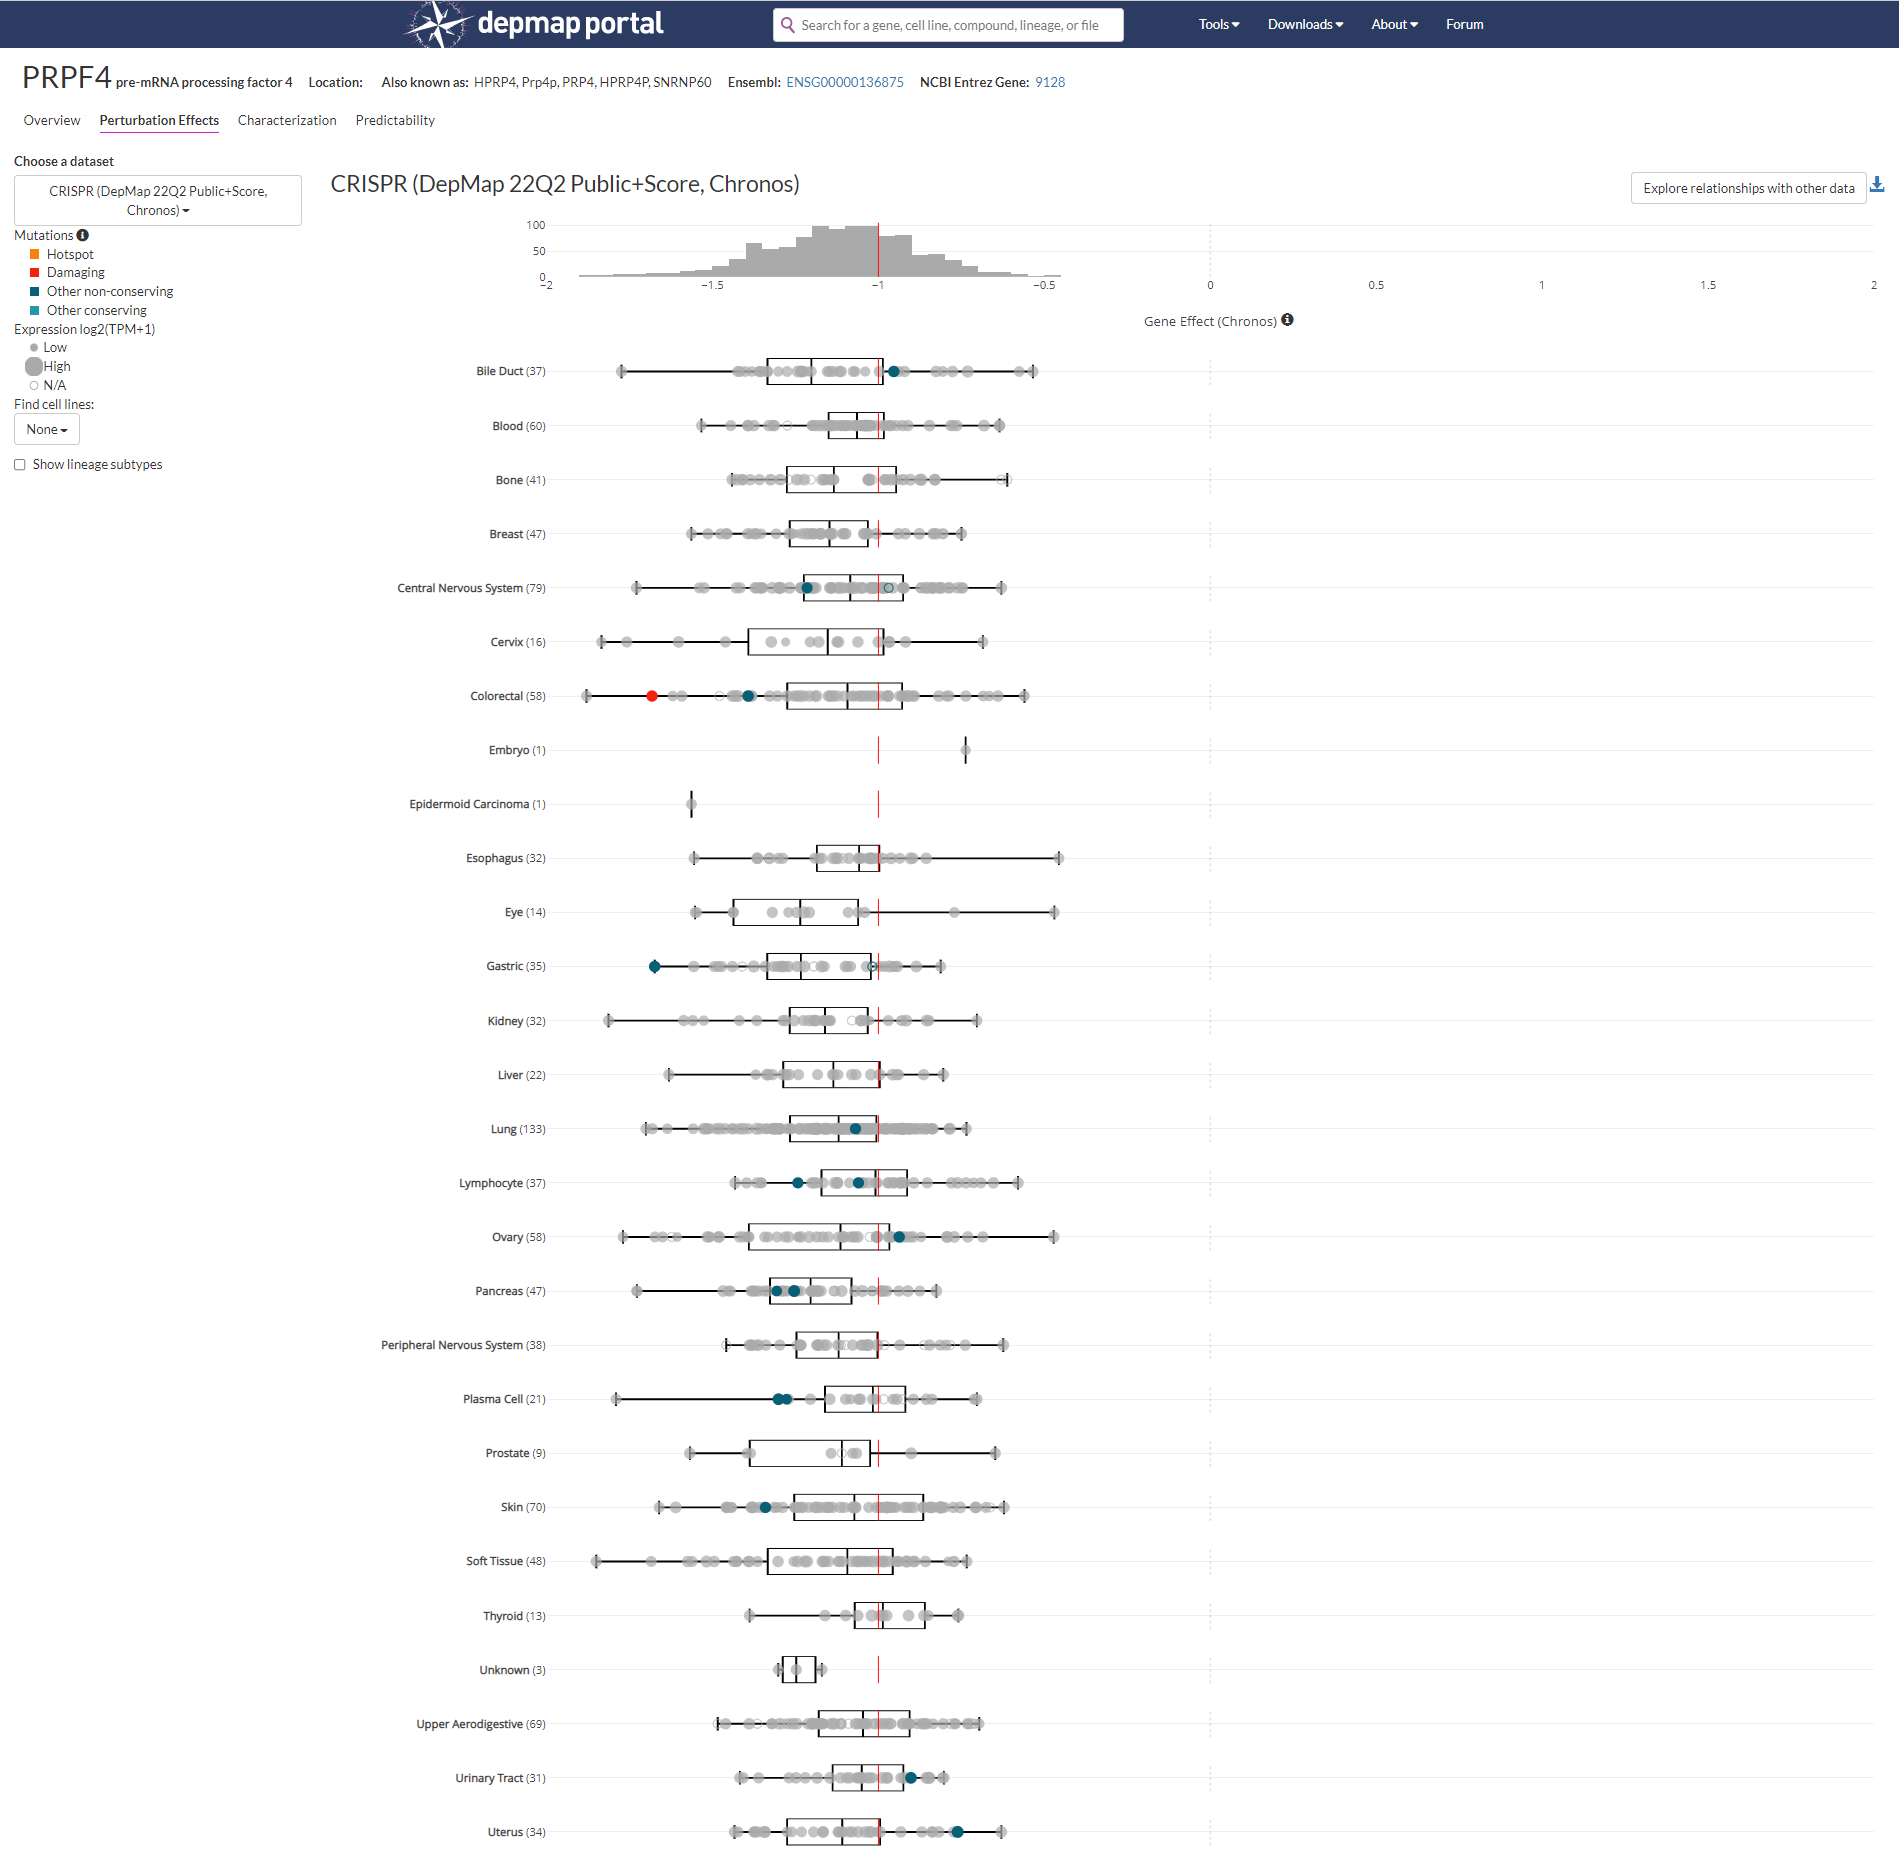 depmap portal
Search for a gene, cell line, compound, lineage, or file
Tools
Downloads
About
Forum
PRPF4 pre-mRNA processing factor 4 Location: Also known as: HPRP4, Prp4p, PRP4, HPRP4P, SNRNP60 Ensembl: ENSG00000136875 NCBI Entrez Gene: 9128
Overview Perturbation Effects Characterization Predictability
Choose a dataset
CRISPR (DepMap 22Q2 Public+Score,
Chronos)
Mutations
Hotspot
Damaging
Other non-conserving
Other conserving
Expression log2(TPM+1)
Low
High
N/A
Find cell lines:
None
Show lineage subtypes
CRISPR (DepMap 22Q2 Public+Score, Chronos)
Explore relationships with other data
100
50
0
−2 −1.5 −1 −0.5 0 0.5 1 1.5 2
Gene Effect (Chronos)
Bile Duct (37)
Blood (60)
Bone (41)
Breast (47)
Central Nervous System (79)
Cervix (16)
Colorectal (58)
Embryo (1)
Epidermoid Carcinoma (1)
Esophagus (32)
Eye (14)
Gastric (35)
Kidney (32)
Liver (22)
Lung (133)
Lymphocyte (37)
Ovary (58)
Pancreas (47)
Peripheral Nervous System (38)
Plasma Cell (21)
Prostate (9)
Skin (70)
Soft Tissue (48)
Thyroid (13)
Unknown (3)
Upper Aerodigestive (69)
Urinary Tract (31)
Uterus (34)